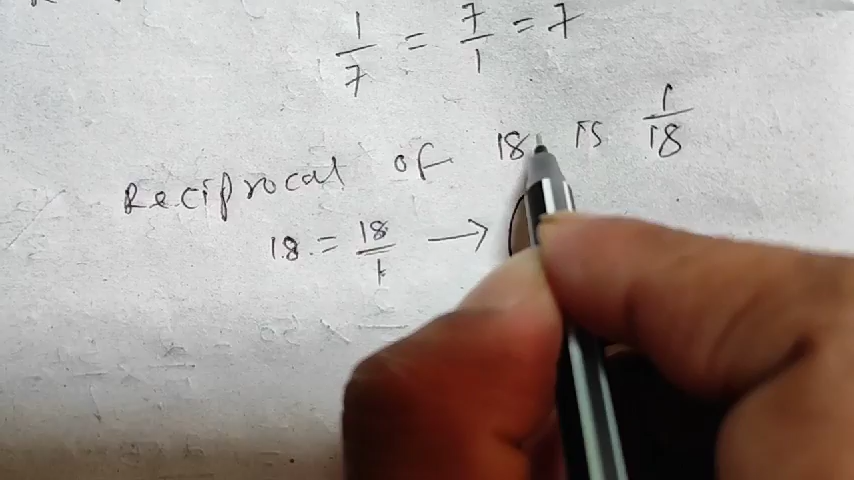 1/7 = 7/1 = 7
Reciprocal of 18 is 1/18
18 = 18/1 →